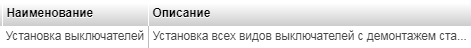 Наименование Описание
Установка выключателей Установка всех видов выключателей с демонтажем ста...